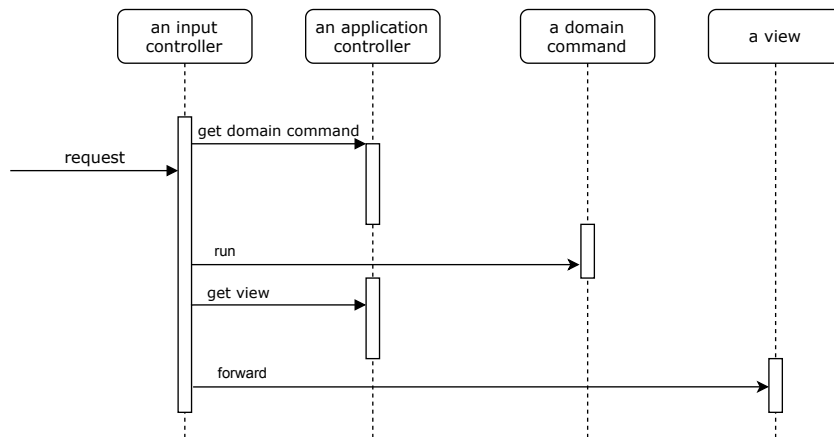 an input
controller
an application
controller
a domain
command
a view
get domain command
request
run
get view
forward